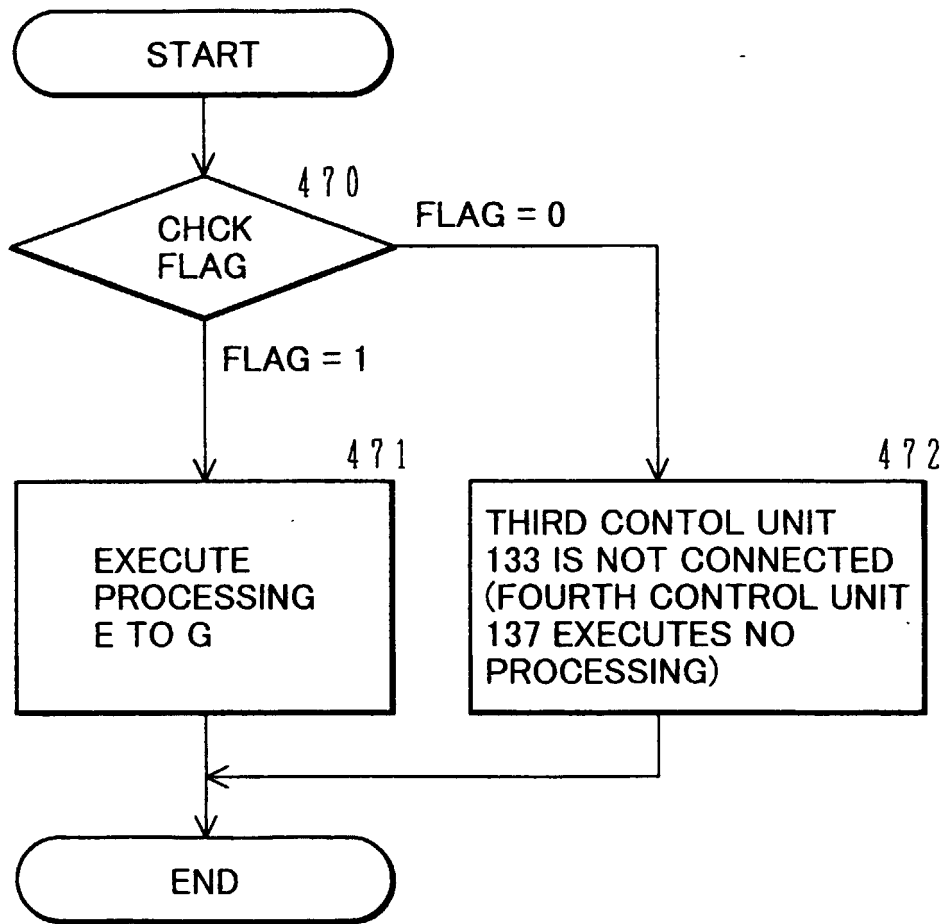 START
470
CHCK
FLAG
FLAG = 0
FLAG = 1
471
EXECUTE
PROCESSING
E TO G
472
THIRD CONTOL UNIT
133 IS NOT CONNECTED
(FOURTH CONTROL UNIT
137 EXECUTES NO
PROCESSING)
END